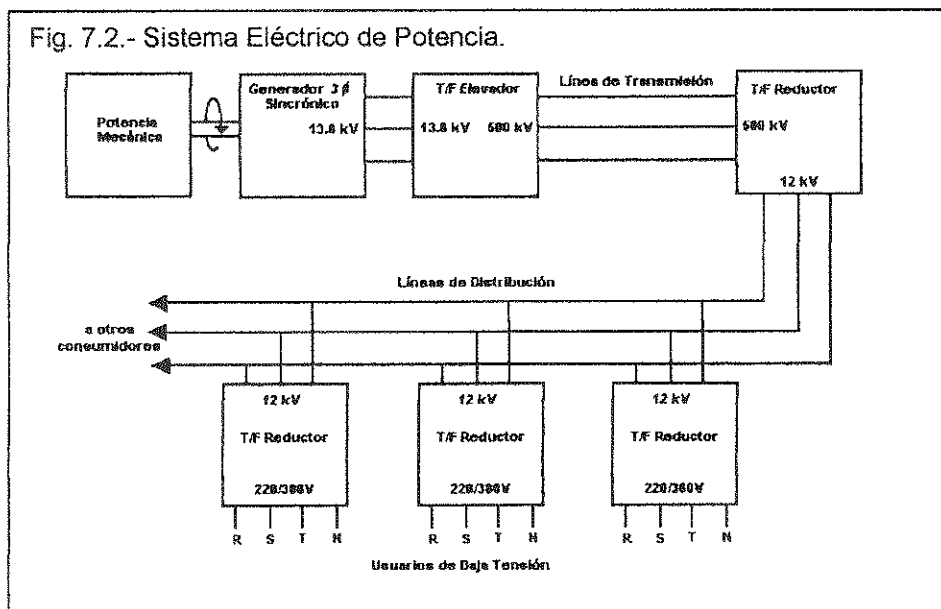 Fig. 7.2.- Sistema Eléctrico de Potencia.
Potencia
Mecánica
Generador 3 φ
Sincrónico
13.8 kV
T/F Elevador
13.8 kV 500 kV
Línea de Transmisión
T/F Reductor
500 kV
12 kV
Líneas de Distribución
a otros
consumidores
12 kV
T/F Reductor
220/380V
R S T N
12 kV
T/F Reductor
220/380V
R S T N
12 kV
T/F Reductor
220/380V
R S T N
Usuarios de Baja Tensión